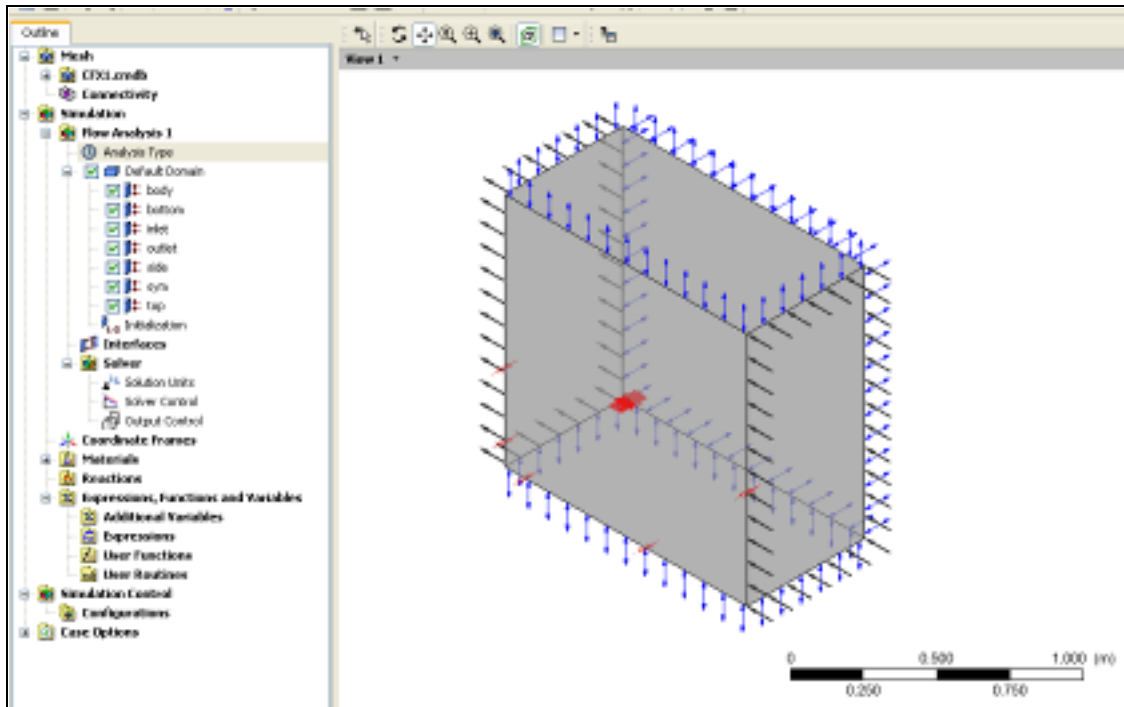 Outline
Mesh
CFX1.cmdb
Connectivity
Simulation
Flow Analysis 1
Analysis Type
Default Domain
body
bottom
inlet
outlet
side
sym
top
Initialization
Interfaces
Solver
Solution Units
Solver Control
Output Control
Coordinate Frames
Materials
Reactions
Expressions, Functions and Variables
Additional Variables
Expressions
User Functions
User Routines
Simulation Control
Configurations
Case Options
View 1
0 0.500 1.000 (m)
0.250 0.750